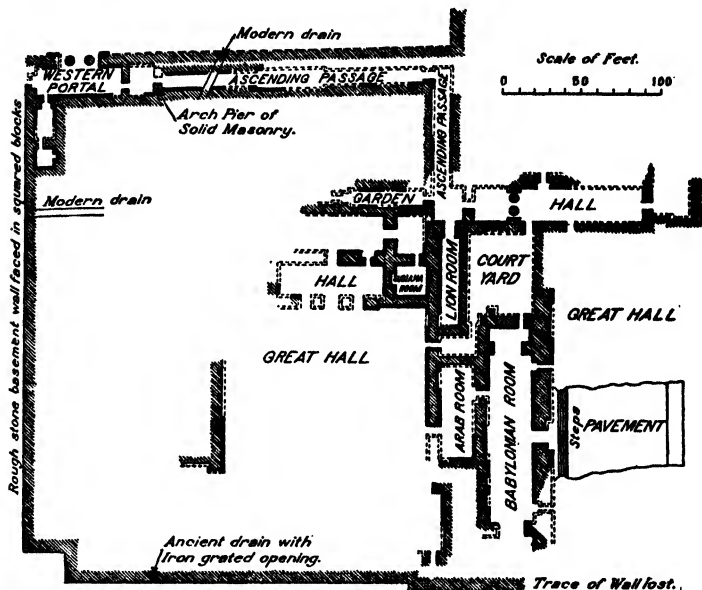 Modern drain
Scale of Feet.
0 50 100
WESTERN
PORTAL
ASCENDING PASSAGE
Arch Pier of
Solid Masonry.
ASCENDING PASSAGE
Rough stone basement wall faced in squared blocks
Modern drain
GARDEN
HALL
HALL
LION ROOM
COURT
YARD
GREAT HALL
GREAT HALL
ARAB ROOM
BABYLONIAN ROOM
Steps
PAVEMENT
Ancient drain with
Iron grated opening.
Trace of Wall lost.